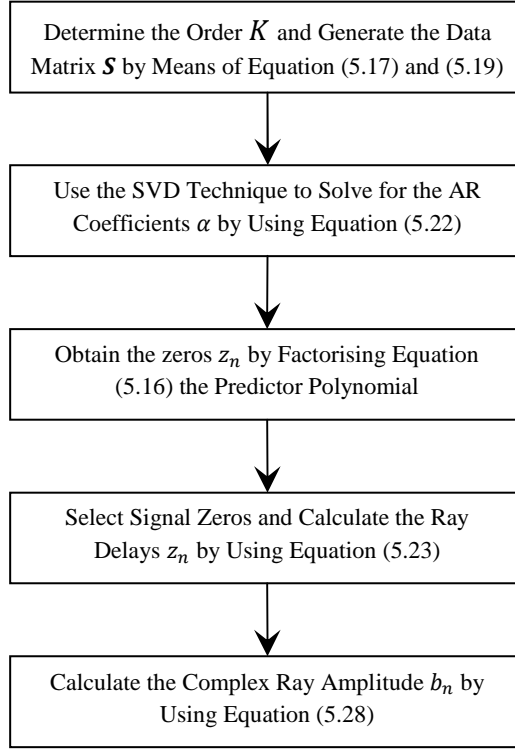 Determine the Order K and Generate the Data
Matrix S by Means of Equation (5.17) and (5.19)
Use the SVD Technique to Solve for the AR
Coefficients α by Using Equation (5.22)
Obtain the zeros zₙ by Factorising Equation
(5.16) the Predictor Polynomial
Select Signal Zeros and Calculate the Ray
Delays zₙ by Using Equation (5.23)
Calculate the Complex Ray Amplitude bₙ by
Using Equation (5.28)